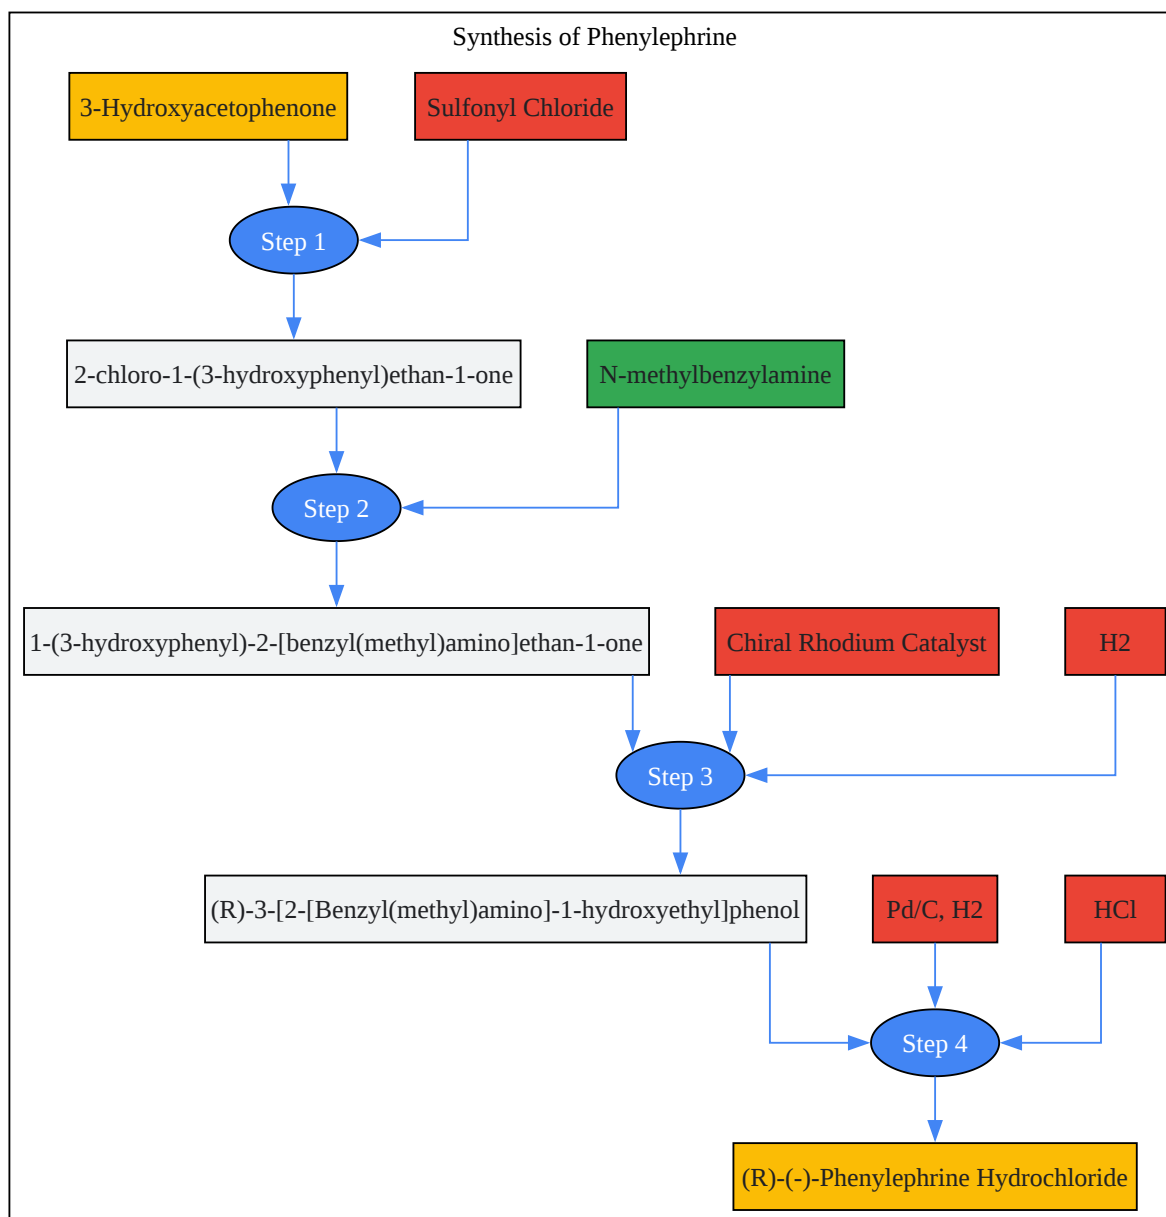 Synthesis of Phenylephrine
3-Hydroxyacetophenone
Sulfonyl Chloride
Step 1
2-chloro-1-(3-hydroxyphenyl)ethan-1-one
N-methylbenzylamine
Step 2
1-(3-hydroxyphenyl)-2-[benzyl(methyl)amino]ethan-1-one
Chiral Rhodium Catalyst
H2
Step 3
(R)-3-[2-[Benzyl(methyl)amino]-1-hydroxyethyl]phenol
Pd/C, H2
HCl
Step 4
(R)-(-)-Phenylephrine Hydrochloride